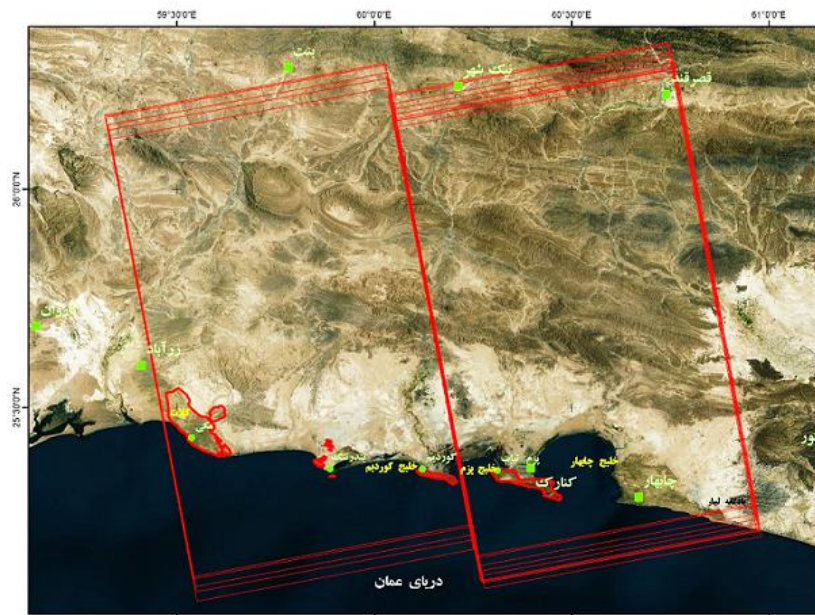 59°30'0"E
60°0'0"E
60°30'0"E
61°0'0"E
بنت
نیک شهر
قصرقند
26°0'0"N
زرآباد
25°30'0"N
خلیج گوردیم
گوردیم
خلیج پزم
پزم تیاب
کنارک
خلیج چابهار
چابهار
دریای عمان